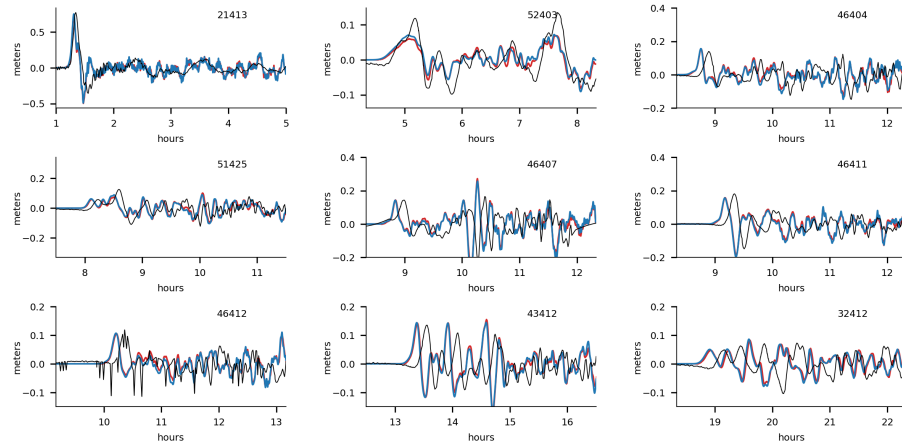 21413
meters
0.5
0.0
−0.5
1 2 3 4 5
hours
52403
meters
0.1
0.0
−0.1
5 6 7 8
hours
46404
meters
0.4
0.2
0.0
−0.2
9 10 11 12
hours
51425
meters
0.2
0.0
−0.2
8 9 10 11
hours
46407
meters
0.4
0.2
0.0
−0.2
9 10 11 12
hours
46411
meters
0.4
0.2
0.0
−0.2
9 10 11 12
hours
46412
meters
0.2
0.1
0.0
−0.1
10 11 12 13
hours
43412
meters
0.2
0.1
0.0
−0.1
13 14 15 16
hours
32412
meters
0.2
0.1
0.0
−0.1
19 20 21 22
hours